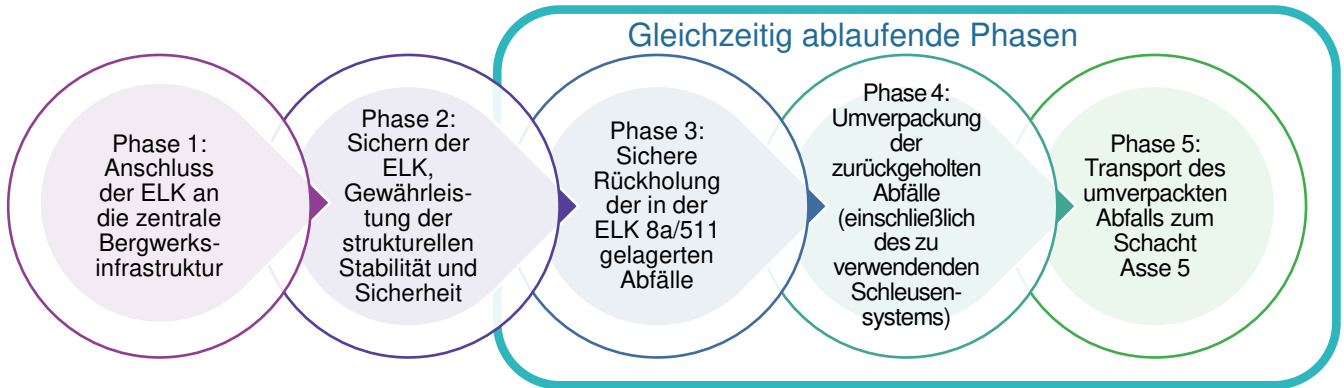 Gleichzeitig ablaufende Phasen
Phase 1:
Anschluss
der ELK an
die zentrale
Bergwerks-
infrastruktur
Phase 2:
Sichern der
ELK,
Gewährleis-
tung der
strukturellen
Stabilität und
Sicherheit
Phase 3:
Sichere
Rückholung
der in der
ELK 8a/511
gelagerten
Abfälle
Phase 4:
Umverpackung
der
zurückgeholten
Abfälle
(einschließlich
des zu
verwendenden
Schleusen-
systems)
Phase 5:
Transport des
umverpackten
Abfalls zum
Schacht
Asse 5